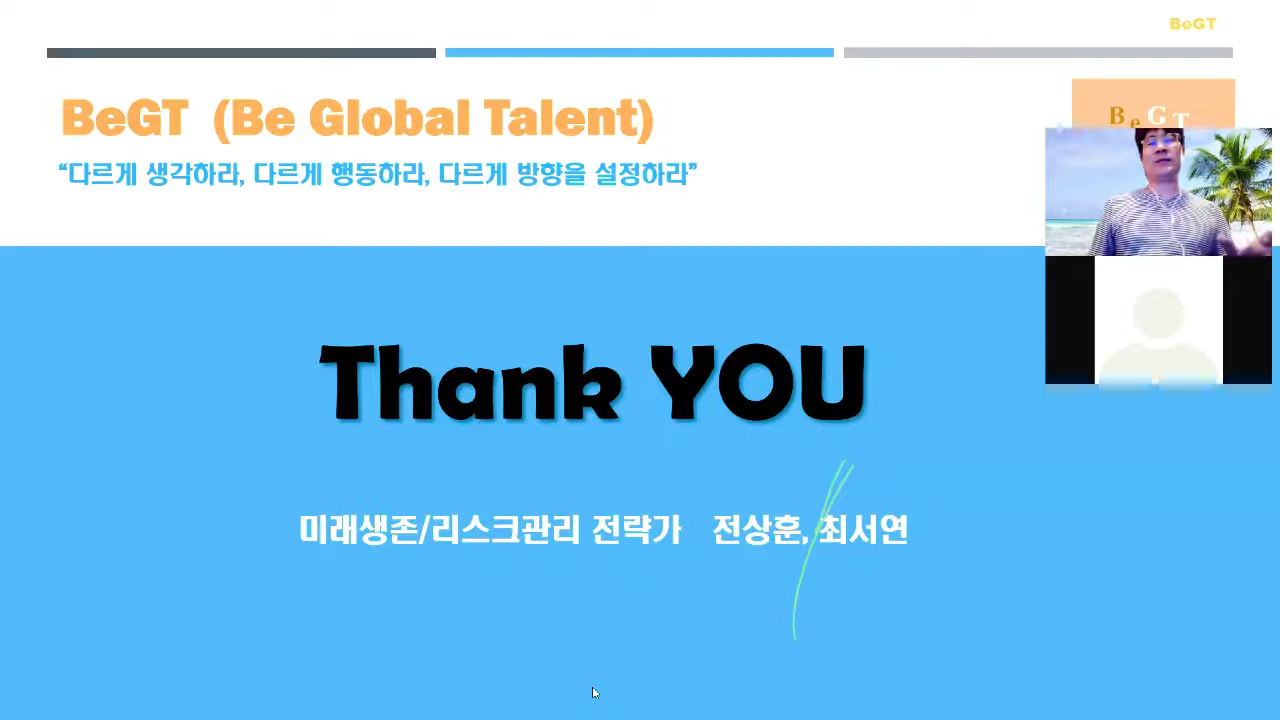 BeGT
BeGT (Be Global Talent)
BeGT
“다르게 생각하라, 다르게 행동하라, 다르게 방향을 설정하라”
Thank YOU
미래생존/리스크관리 전략가 전상훈, 최서연